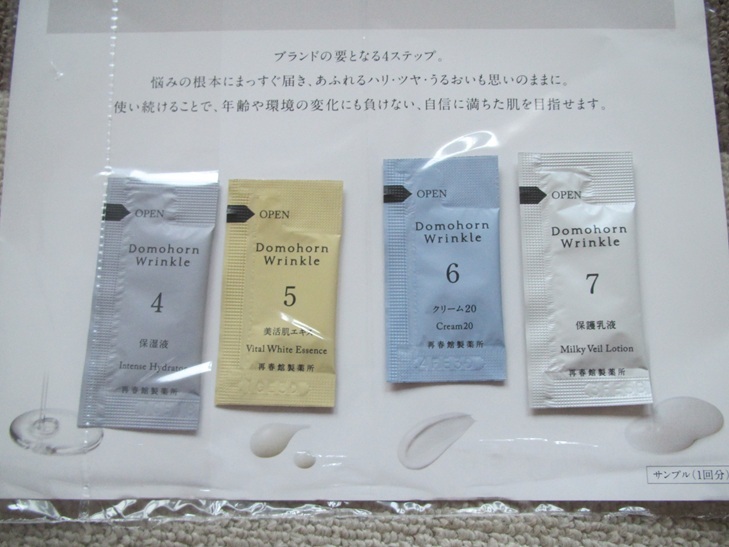 ブランドの要となる4ステップ。
悩みの根本にまっすぐ届き、あふれるハリ・ツヤ・うるおいも思いのままに。
使い続けることで、年齢や環境の変化にも負けない、自信に満ちた肌を目指せます。
OPEN
Domohorn
Wrinkle
4
保湿液
Intense Hydrator
再春館製薬所
OPEN
Domohorn
Wrinkle
5
美活肌エキス
Vital White Essence
再春館製薬所
OPEN
Domohorn
Wrinkle
6
クリーム20
Cream20
再春館製薬所
OPEN
Domohorn
Wrinkle
7
保護乳液
Milky Veil Lotion
再春館製薬所
サンプル(1回分)